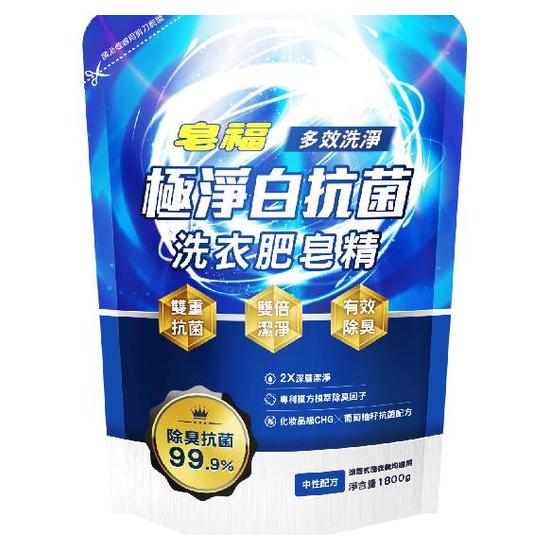 皂福 多效洗淨
極淨白抗菌
洗衣肥皂精
雙重
抗菌
雙倍
潔淨
有效
除臭
2X深層潔淨
專利複方植萃除臭因子
化妝品級CHG×葡萄柚籽抗菌配方
除臭抗菌
99.9%
中性配方
淨含量1800g